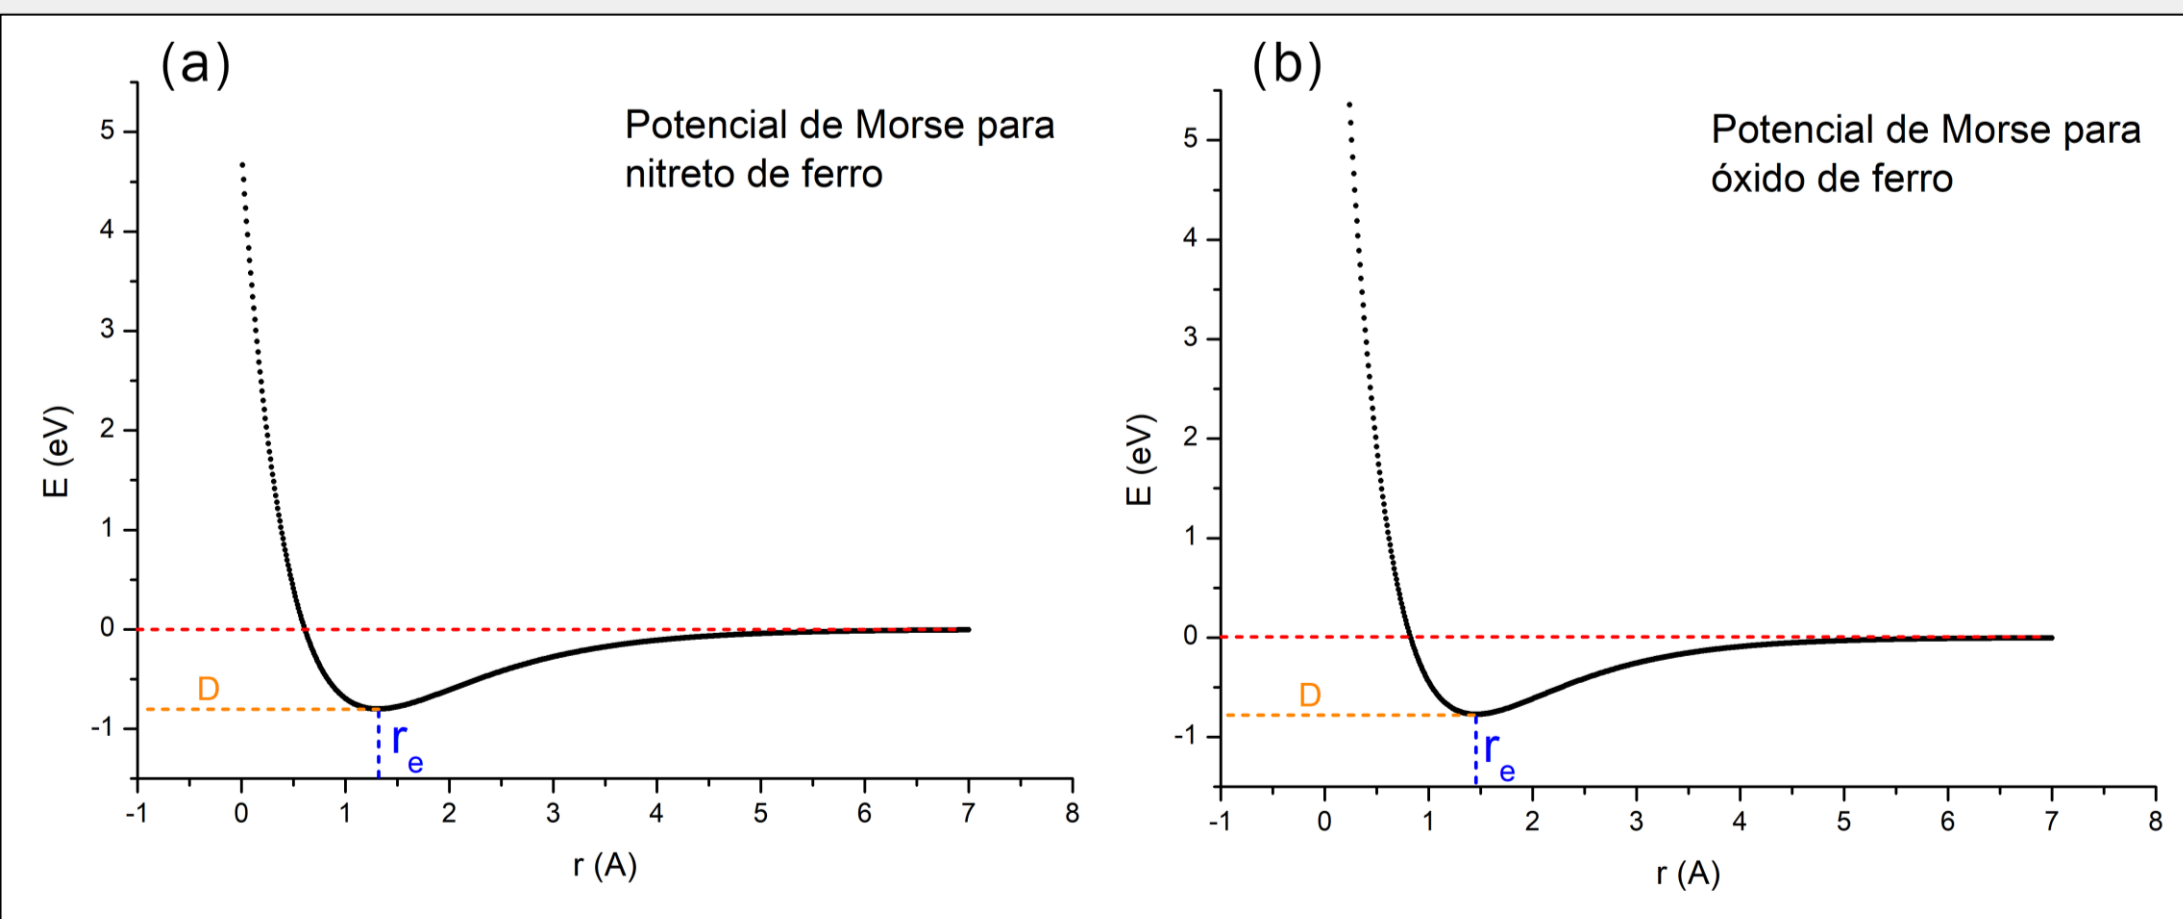 (a)
Potencial de Morse para
nitreto de ferro
E (eV)
5
4
3
2
1
0
-1
D
re
-1 0 1 2 3 4 5 6 7 8
r (A)
(b)
Potencial de Morse para
óxido de ferro
E (eV)
5
4
3
2
1
0
-1
D
re
-1 0 1 2 3 4 5 6 7 8
r (A)